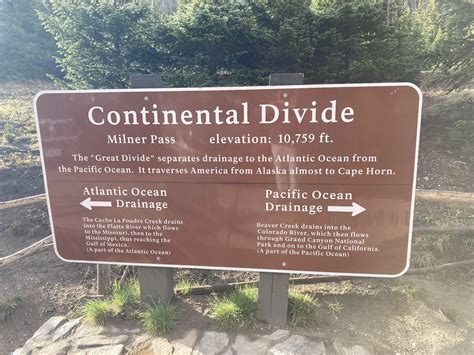 Continental Divide
Milner Pass elevation: 10,759 ft.
The "Great Divide" separates drainage to the Atlantic Ocean from
the Pacific Ocean. It traverses America from Alaska almost to Cape Horn.
Atlantic Ocean
Drainage
The Cache La Poudre Creek drains
into the Platte River which flows
to the Missouri, then to the
Mississippi, thus reaching the
Gulf of Mexico.
(A part of the Atlantic Ocean)
Pacific Ocean
Drainage
Beaver Creek drains into the
Colorado River, which then flows
through Grand Canyon National
Park and on to the Gulf of California.
(A part of the Pacific Ocean)